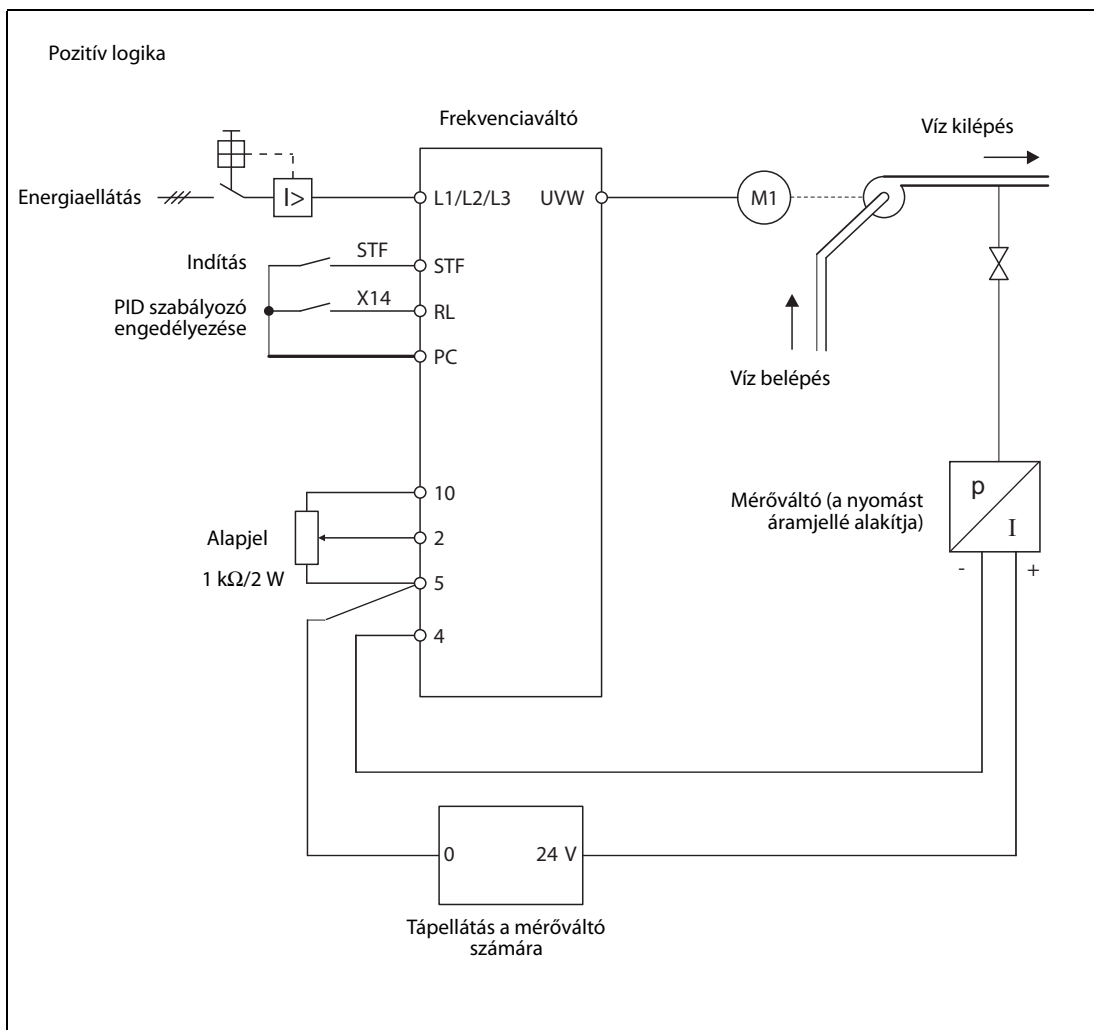 Pozitív logika
Frekvenciaváltó
Víz kilépés
Energiaellátás
I>
L1/L2/L3
UVW
M1
Indítás
STF
STF
PID szabályozó
engedélyezése
X14
RL
PC
Víz belépés
10
Alapjel
2
1 kΩ/2 W
5
4
Mérőváltó (a nyomást
áramjellé alakítja)
p
I
-
+
0
24 V
Tápellátás a mérőváltó
számára